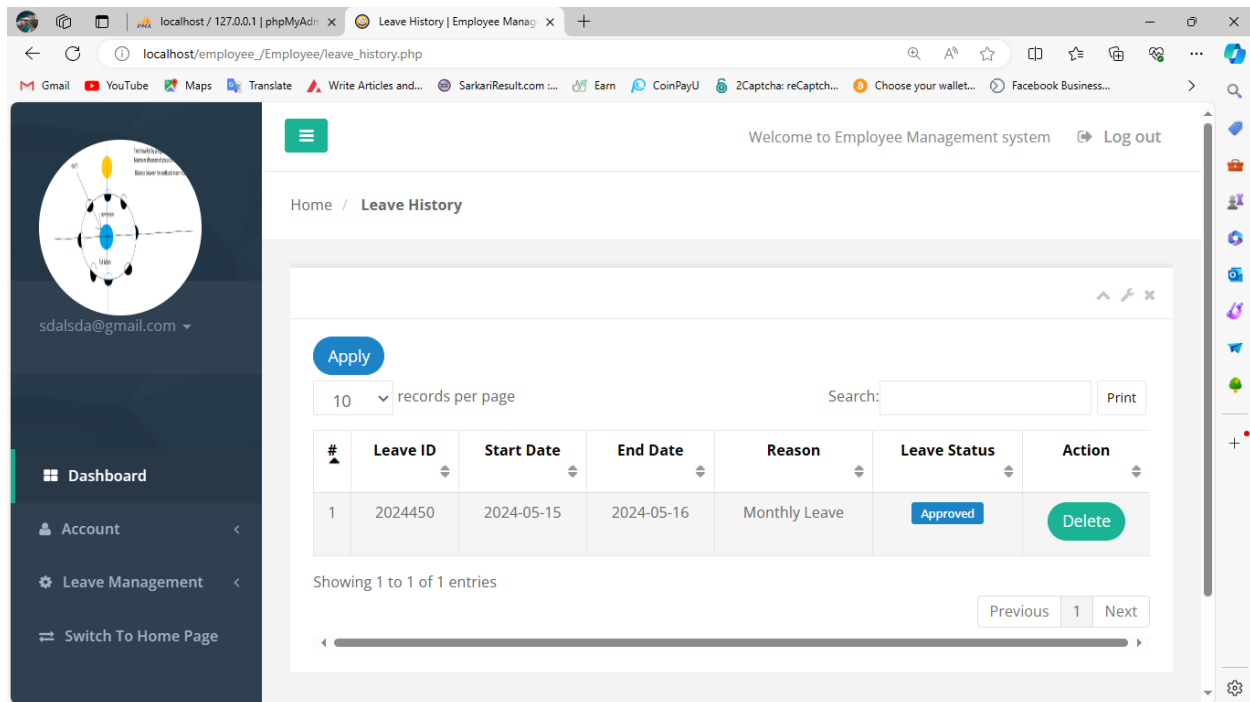 localhost / 127.0.0.1 | phpMyAdm
Leave History | Employee Manag
localhost/employee_/Employee/leave_history.php
Gmail YouTube Maps Translate Write Articles and... SarkariResult.com :... Earn CoinPayU 2Captcha: reCaptch... Choose your wallet... Facebook Business...
Welcome to Employee Management system Log out
Home / Leave History
sdalsda@gmail.com
Apply
10 records per page Search: Print
# Leave ID Start Date End Date Reason Leave Status Action
1 2024450 2024-05-15 2024-05-16 Monthly Leave Approved Delete
Showing 1 to 1 of 1 entries
Previous 1 Next
Dashboard
Account
Leave Management
Switch To Home Page